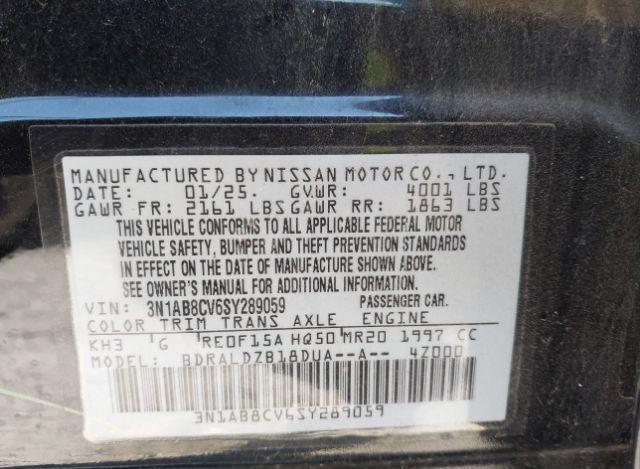 MANUFACTURED BY NISSAN MOTOR CO., LTD.
DATE: 01/25. GVWR: 4001 LBS
GAWR FR: 2161 LBS GAWR RR: 1863 LBS
THIS VEHICLE CONFORMS TO ALL APPLICABLE FEDERAL MOTOR
VEHICLE SAFETY, BUMPER AND THEFT PREVENTION STANDARDS
IN EFFECT ON THE DATE OF MANUFACTURE SHOWN ABOVE.
SEE OWNER'S MANUAL FOR ADDITIONAL INFORMATION.
VIN: 3N1AB8CV6SY289059 PASSENGER CAR.
COLOR TRIM TRANS AXLE ENGINE
KH3 G RE0F15A HQ50 MR20 1997 CC
MODEL: BDRALDZB18DUA--A-- 4Z000
3N1AB8CV6SY289059